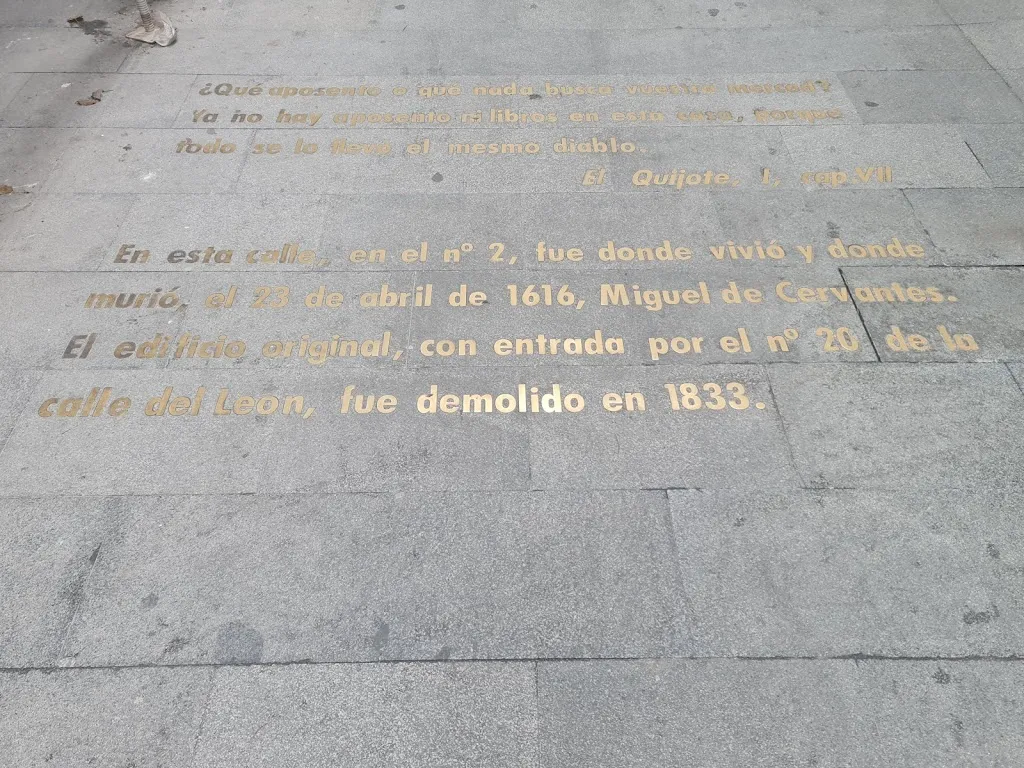 ¿Qué aposento o qué nada busca vuestra merced?
Ya no hay aposento ni libros en esta casa, porque
todo se lo lleva el mesmo diablo.
El Quijote, I, cap.VII
En esta calle, en el nº 2, fue donde vivió y donde
murió, el 23 de abril de 1616, Miguel de Cervantes.
El edificio original, con entrada por el nº 20 de la
calle del León, fue demolido en 1833.